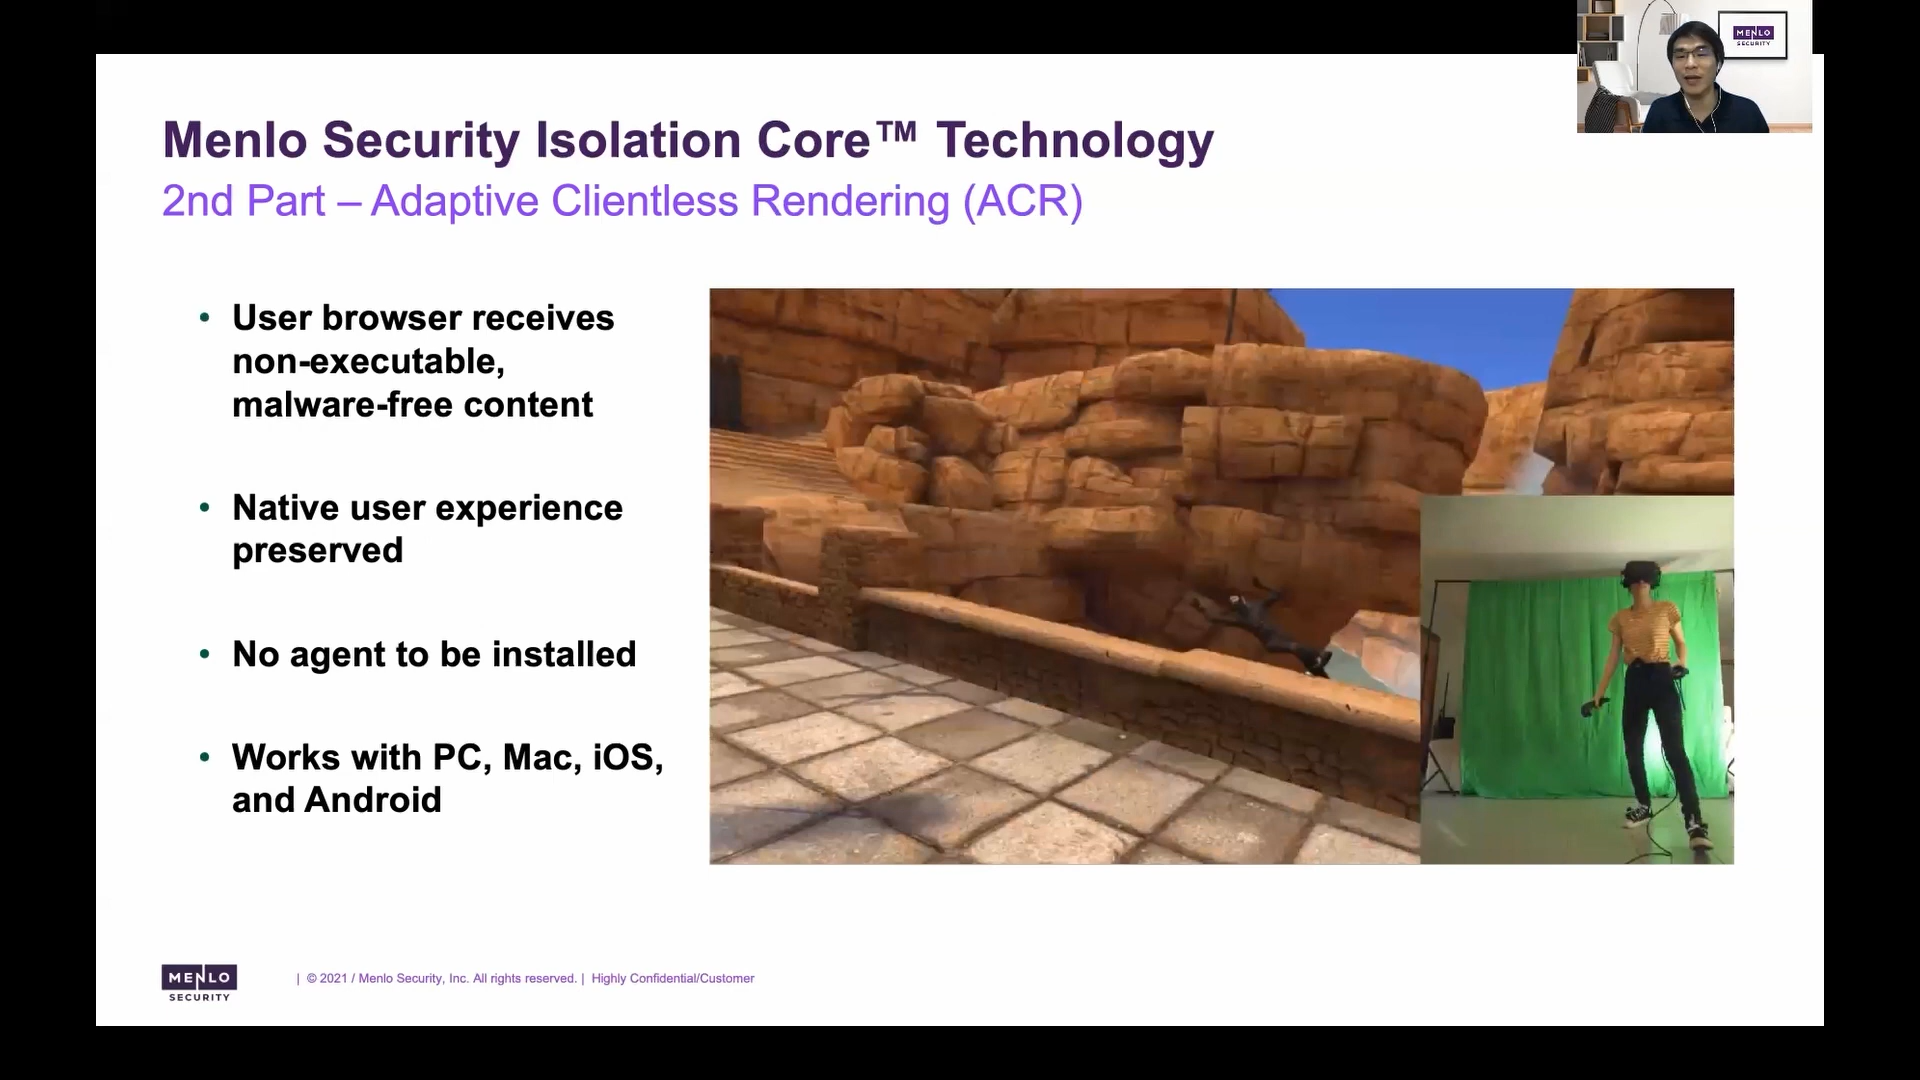 MENLO
SECURITY
Menlo Security Isolation Core™ Technology
2nd Part – Adaptive Clientless Rendering (ACR)
• User browser receives
non-executable,
malware-free content
• Native user experience
preserved
• No agent to be installed
• Works with PC, Mac, iOS,
and Android
MENLO
SECURITY
| © 2021 / Menlo Security, Inc. All rights reserved. | Highly Confidential/Customer